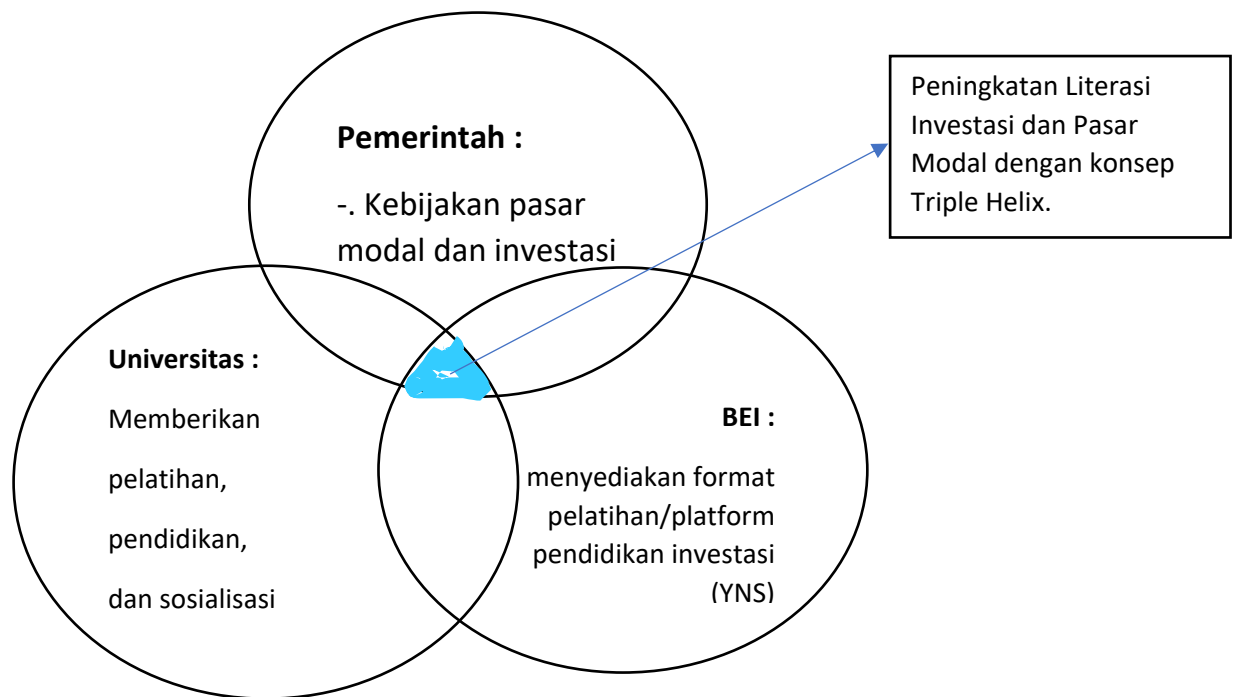 Pemerintah :
-. Kebijakan pasar
modal dan investasi
Peningkatan Literasi
Investasi dan Pasar
Modal dengan konsep
Triple Helix.
Universitas :
Memberikan
pelatihan,
pendidikan,
dan sosialisasi
BEI :
menyediakan format
pelatihan/platform
pendidikan investasi
(YNS)